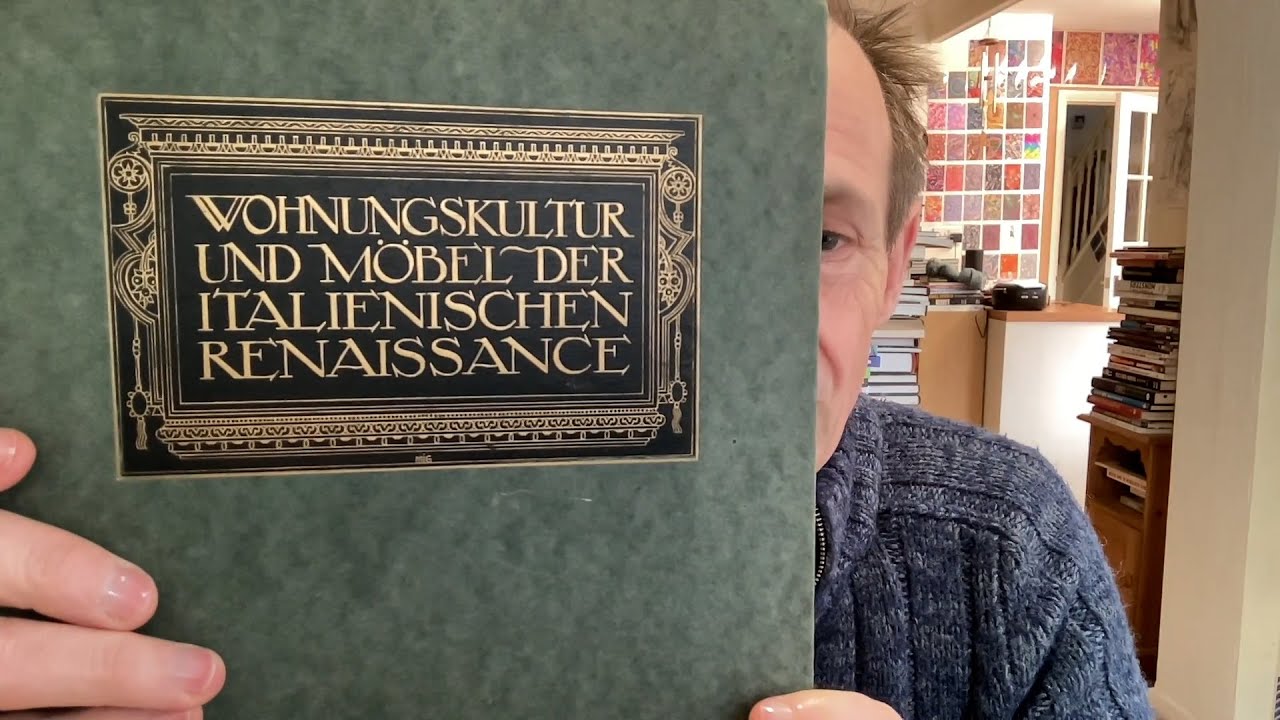 WOHNUNGSKULTUR
UND MÖBEL DER
ITALIENISCHEN
RENAISSANCE